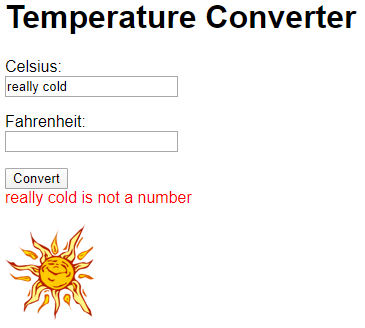 Temperature Converter
Celsius:
really cold
Fahrenheit:
Convert
really cold is not a number